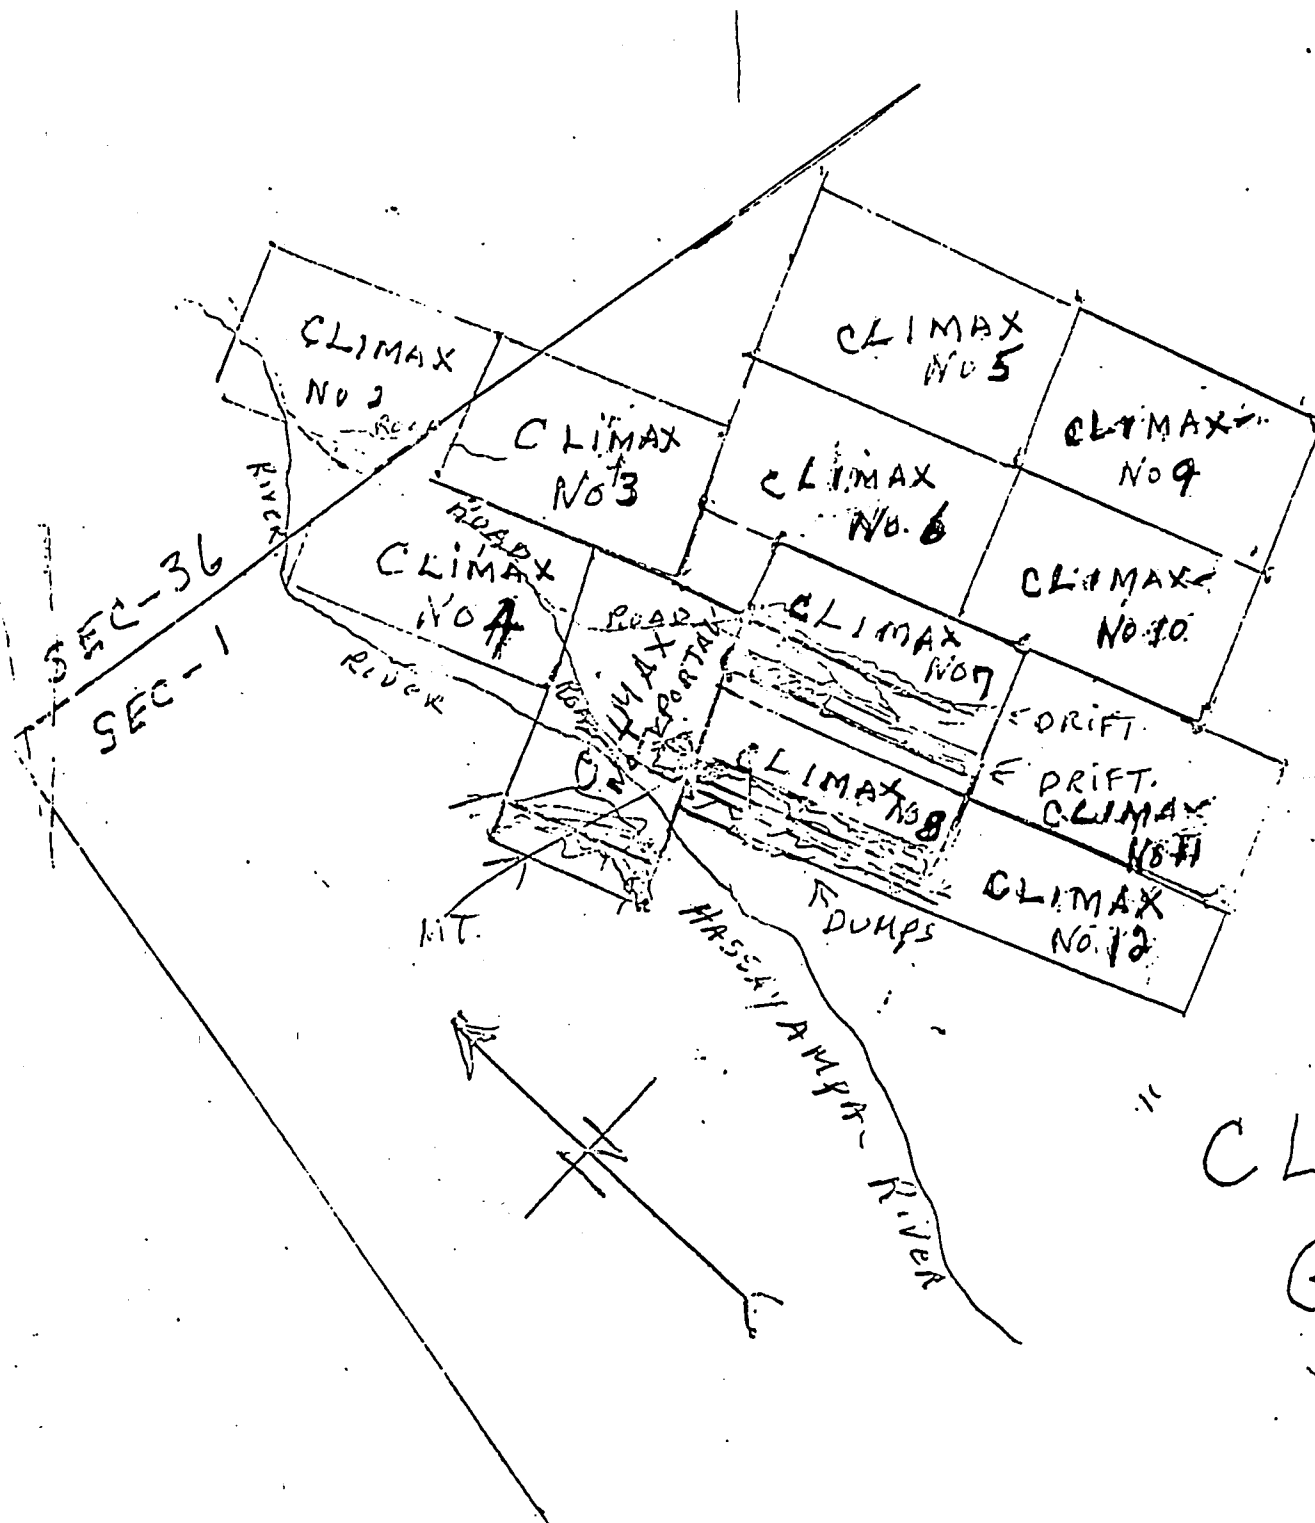 CLIMAX
No 2
ROAD
RIVER
CLIMAX
No 3
CLIMAX
No 5
CLIMAX
No 9
CLIMAX
No. 6
CLIMAX
No. 10
ROAD
CLIMAX
No 4
ROAD
CLIMAX
No 7
SEC-36
SEC-1
RIVER
ROAD
PORTAL
← DRIFT.
← DRIFT.
CLIMAX
No 8
CLIMAX
No 11
CLIMAX
No. 12
MT.
DUMPS
HASSAYAMPA- RIVER
"
CL